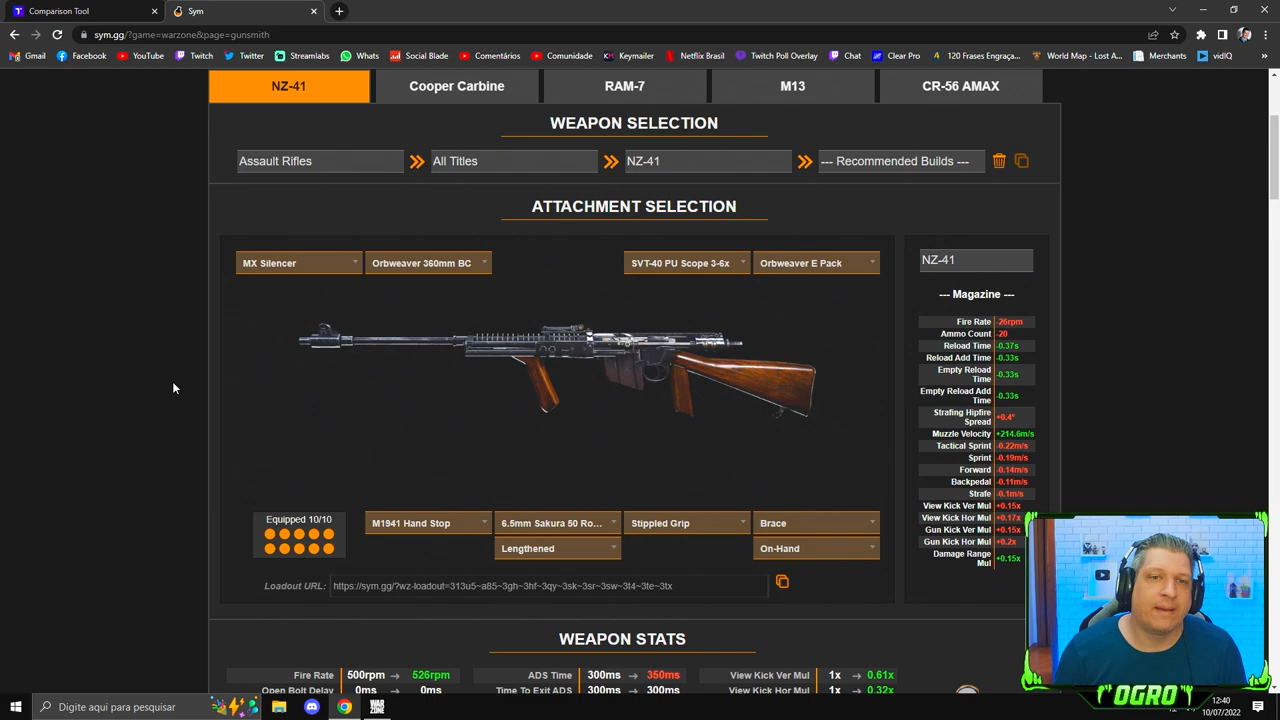 Comparison Tool
Sym
sym.gg/?game=warzone&page=gunsmith
Gmail Facebook YouTube Twitch Twitter Streamlabs Whats Social Blade Comentários Comunidade Keymailer Netflix Brasil Twitch Poll Overlay Chat Clear Pro 120 Frases Engraça... World Map - Lost A... Merchants vidIQ
NZ-41 Cooper Carbine RAM-7 M13 CR-56 AMAX
WEAPON SELECTION
Assault Rifles All Titles NZ-41 --- Recommended Builds ---
ATTACHMENT SELECTION
MX Silencer Orbweaver 360mm BC SVT-40 PU Scope 3-6x Orbweaver E Pack
NZ-41
--- Magazine ---
Fire Rate -26rpm
Ammo Count -20
Reload Time -0.37s
Reload Add Time -0.33s
Empty Reload Time -0.33s
Empty Reload Add Time -0.33s
Strafing Hipfire Spread +0.4°
Muzzle Velocity +214.6m/s
Tactical Sprint -0.22m/s
Sprint -0.19m/s
Forward -0.14m/s
Backpedal -0.11m/s
Strafe -0.1m/s
View Kick Ver Mul +0.15x
View Kick Hor Mul +0.17x
Gun Kick Ver Mul +0.15x
Gun Kick Hor Mul +0.2x
Damage Range Mul +0.15x
Equipped 10/10
M1941 Hand Stop 6.5mm Sakura 50 Ro... Stippled Grip Brace
Lengthened On-Hand
Loadout URL: https://sym.gg/?wz-loadout=313u5~a85~3gh~3hf~3qy~3sk~3sr~3sw~3t4~3te~3tx
WEAPON STATS
Fire Rate 500rpm → 526rpm ADS Time 300ms → 350ms View Kick Ver Mul 1x → 0.61x
Open Bolt Delay 0ms → 0ms Time To Exit ADS 300ms → 300ms View Kick Hor Mul 1x → 0.32x
OGRO
Digite aqui para pesquisar
12:40
10/07/2022